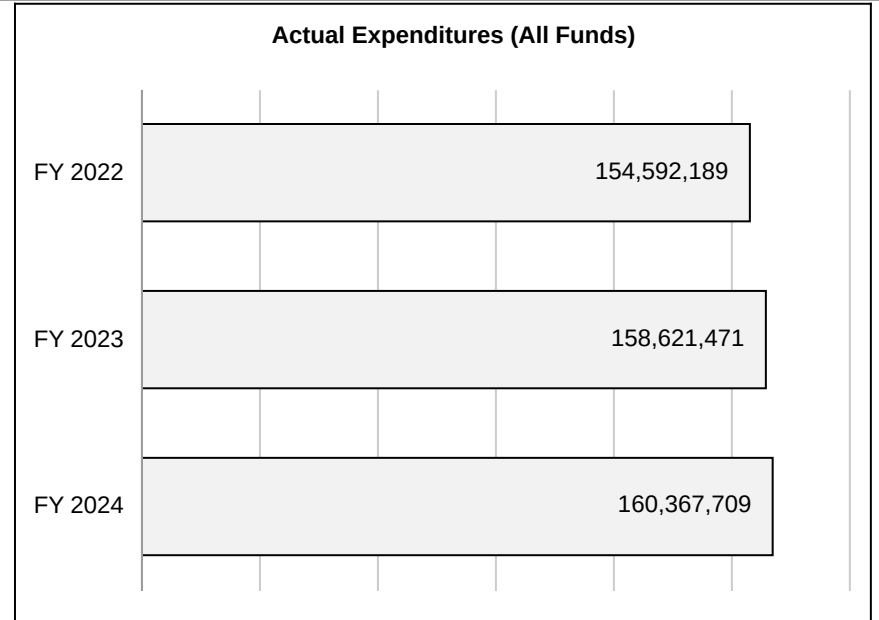 Actual Expenditures (All Funds)
FY 2022 154,592,189
FY 2023 158,621,471
FY 2024 160,367,709